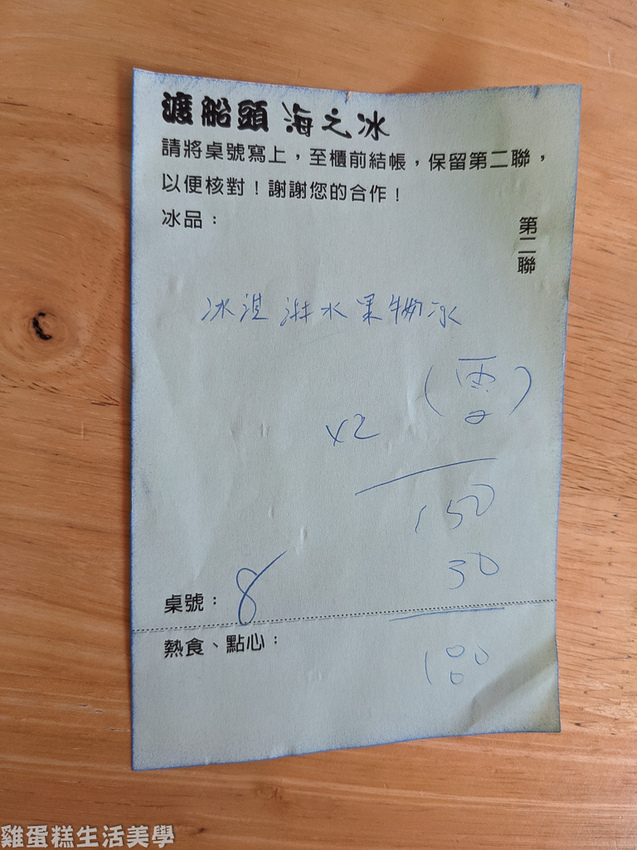 渡船頭 海之冰
請將桌號寫上，至櫃前結帳，保留第二聯，
以便核對！謝謝您的合作！
冰品：
第二聯
冰淇淋水果牛奶冰
(雪)
x2
150
30
桌號：8
熱食、點心：
180
雞蛋糕生活美學